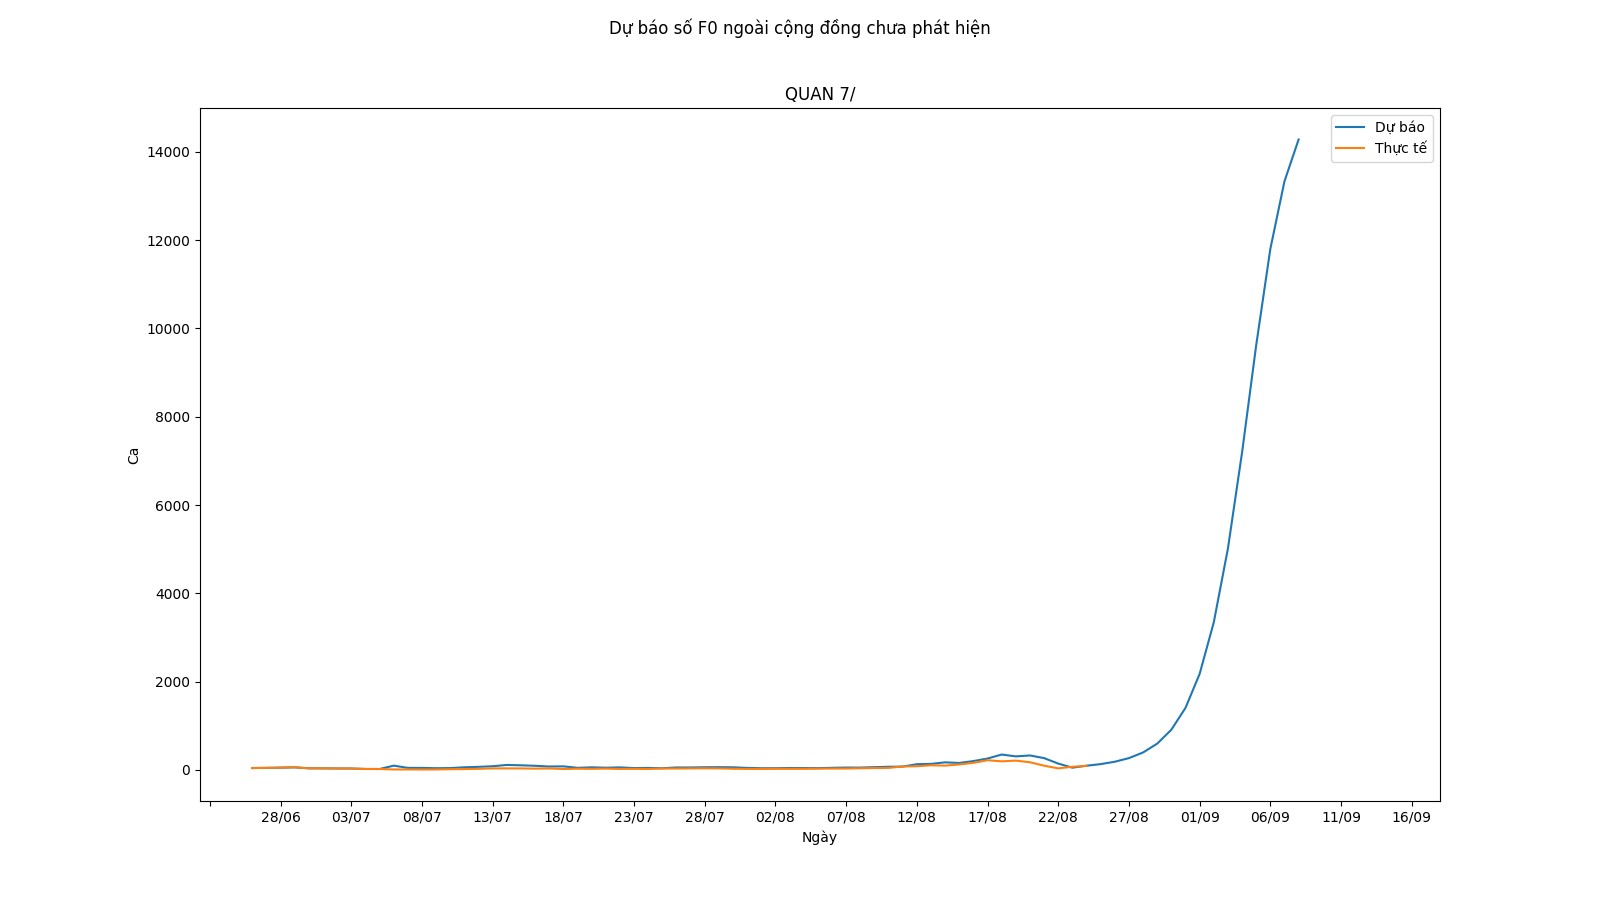 Dự báo số F0 ngoài cộng đồng chưa phát hiện
QUAN 7/
Dự báo
Thực tế
14000
12000
10000
8000
6000
4000
2000
0
Ca
28/06 03/07 08/07 13/07 18/07 23/07 28/07 02/08 07/08 12/08 17/08 22/08 27/08 01/09 06/09 11/09 16/09
Ngày